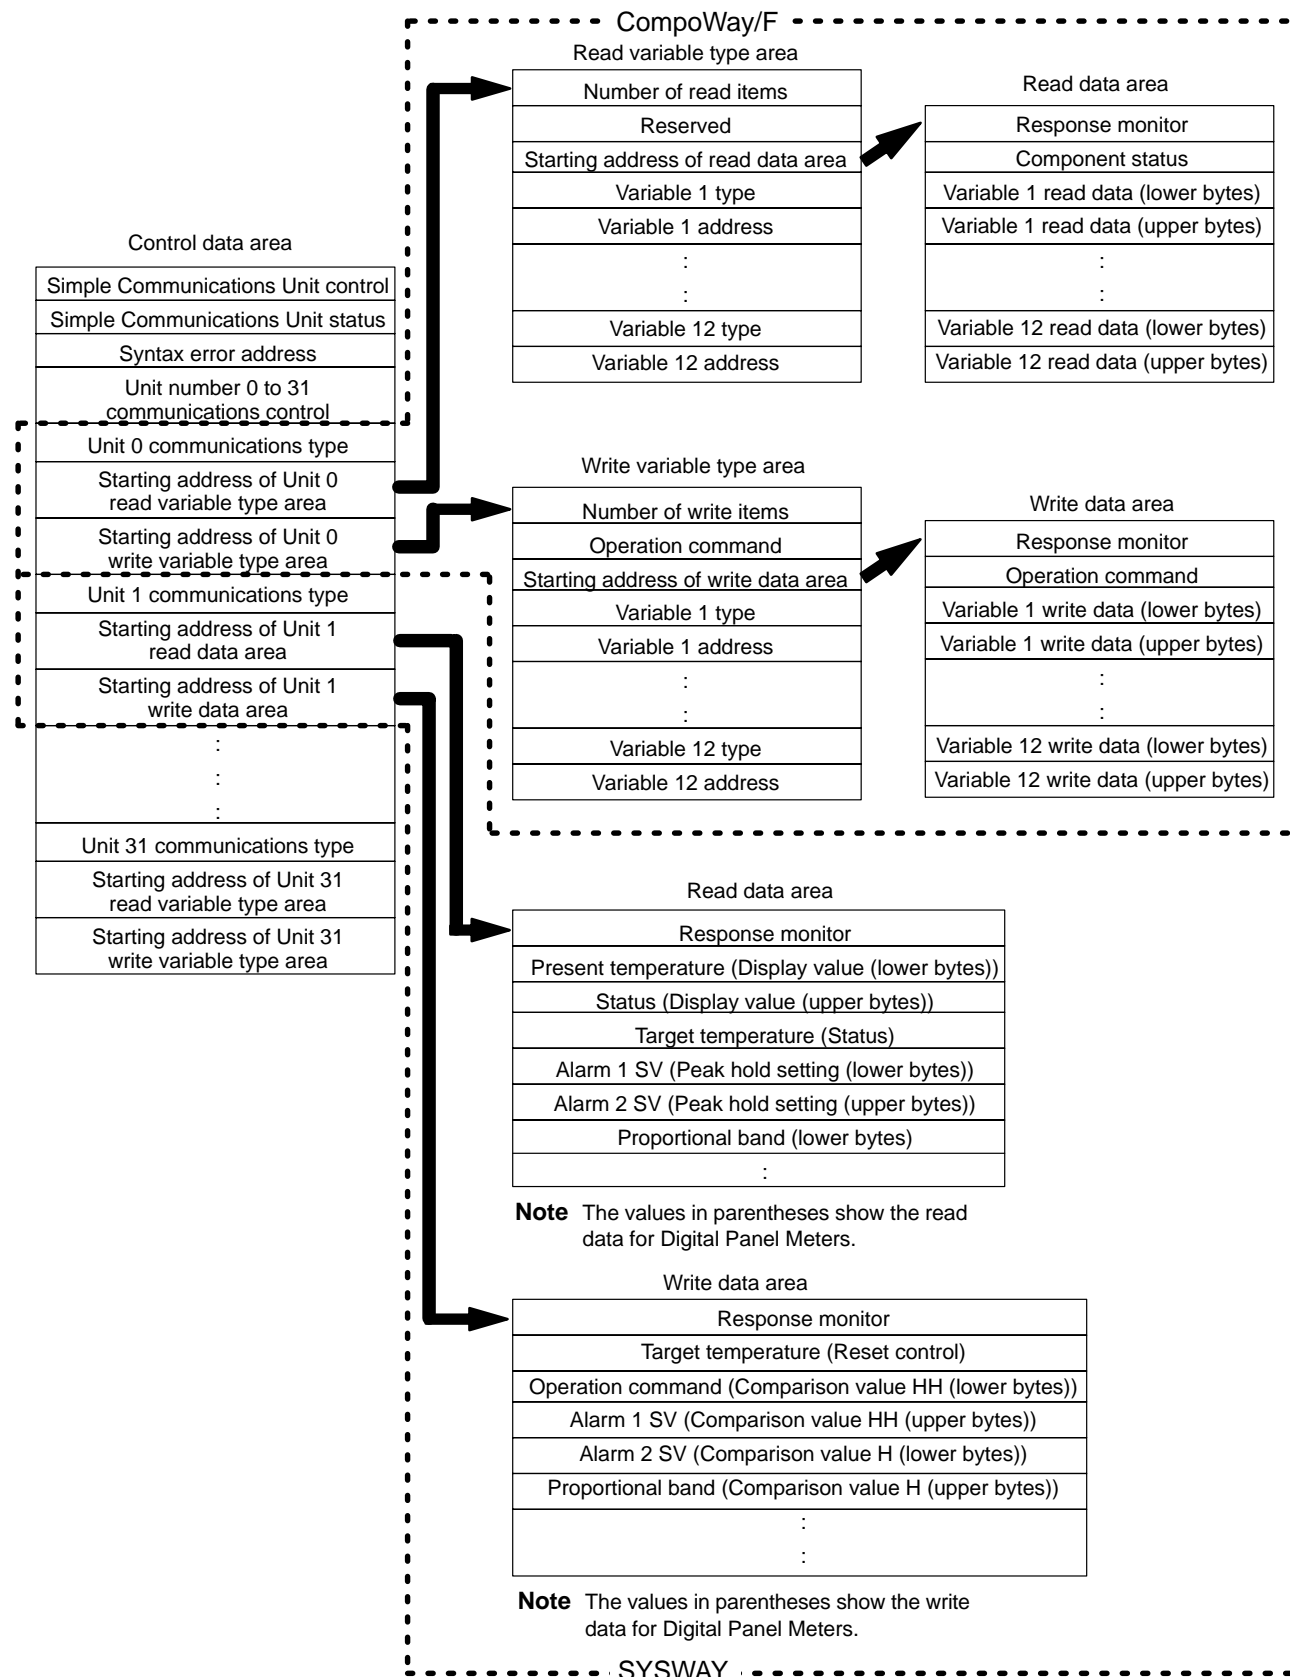 CompoWay/F
Read variable type area
Number of read items
Reserved
Starting address of read data area
Variable 1 type
Variable 1 address
:
:
Variable 12 type
Variable 12 address
Read data area
Response monitor
Component status
Variable 1 read data (lower bytes)
Variable 1 read data (upper bytes)
:
:
Variable 12 read data (lower bytes)
Variable 12 read data (upper bytes)
Control data area
Simple Communications Unit control
Simple Communications Unit status
Syntax error address
Unit number 0 to 31
communications control
Unit 0 communications type
Starting address of Unit 0
read variable type area
Starting address of Unit 0
write variable type area
Unit 1 communications type
Starting address of Unit 1
read data area
Starting address of Unit 1
write data area
:
:
:
Unit 31 communications type
Starting address of Unit 31
read variable type area
Starting address of Unit 31
write variable type area
Write variable type area
Number of write items
Operation command
Starting address of write data area
Variable 1 type
Variable 1 address
:
:
Variable 12 type
Variable 12 address
Write data area
Response monitor
Operation command
Variable 1 write data (lower bytes)
Variable 1 write data (upper bytes)
:
:
Variable 12 write data (lower bytes)
Variable 12 write data (upper bytes)
Read data area
Response monitor
Present temperature (Display value (lower bytes))
Status (Display value (upper bytes))
Target temperature (Status)
Alarm 1 SV (Peak hold setting (lower bytes))
Alarm 2 SV (Peak hold setting (upper bytes))
Proportional band (lower bytes)
:
Note The values in parentheses show the read
data for Digital Panel Meters.
Write data area
Response monitor
Target temperature (Reset control)
Operation command (Comparison value HH (lower bytes))
Alarm 1 SV (Comparison value HH (upper bytes))
Alarm 2 SV (Comparison value H (lower bytes))
Proportional band (Comparison value H (upper bytes))
:
:
Note The values in parentheses show the write
data for Digital Panel Meters.
SYSWAY